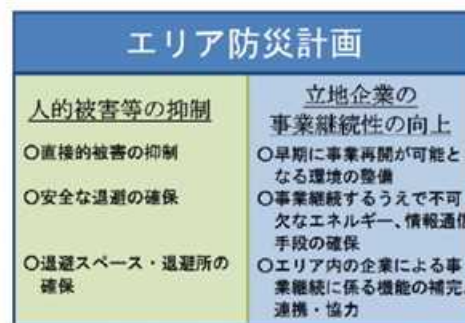 エリア防災計画
人的被害等の抑制
○直接的被害の抑制
○安全な退避の確保
○退避スペース・退避所の
確保
立地企業の
事業継続性の向上
○早期に事業再開が可能と
なる環境の整備
○事業継続するうえで不可
欠なエネルギー、情報通信
手段の確保
○エリア内の企業による事
業継続に係る機能の補完、
連携・協力